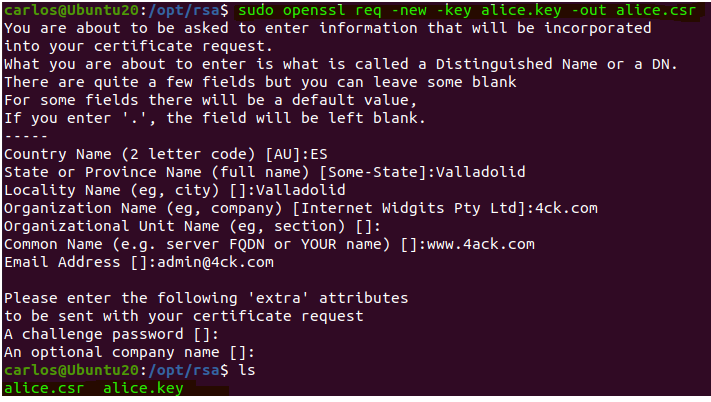 carlos@Ubuntu20:/opt/rsa$ sudo openssl req -new -key alice.key -out alice.csr
You are about to be asked to enter information that will be incorporated
into your certificate request.
What you are about to enter is what is called a Distinguished Name or a DN.
There are quite a few fields but you can leave some blank
For some fields there will be a default value,
If you enter '.', the field will be left blank.
-----
Country Name (2 letter code) [AU]:ES
State or Province Name (full name) [Some-State]:Valladolid
Locality Name (eg, city) []:Valladolid
Organization Name (eg, company) [Internet Widgits Pty Ltd]:4ck.com
Organizational Unit Name (eg, section) []:
Common Name (e.g. server FQDN or YOUR name) []:www.4ack.com
Email Address []:admin@4ck.com

Please enter the following 'extra' attributes
to be sent with your certificate request
A challenge password []:
An optional company name []:
carlos@Ubuntu20:/opt/rsa$ ls
alice.csr  alice.key